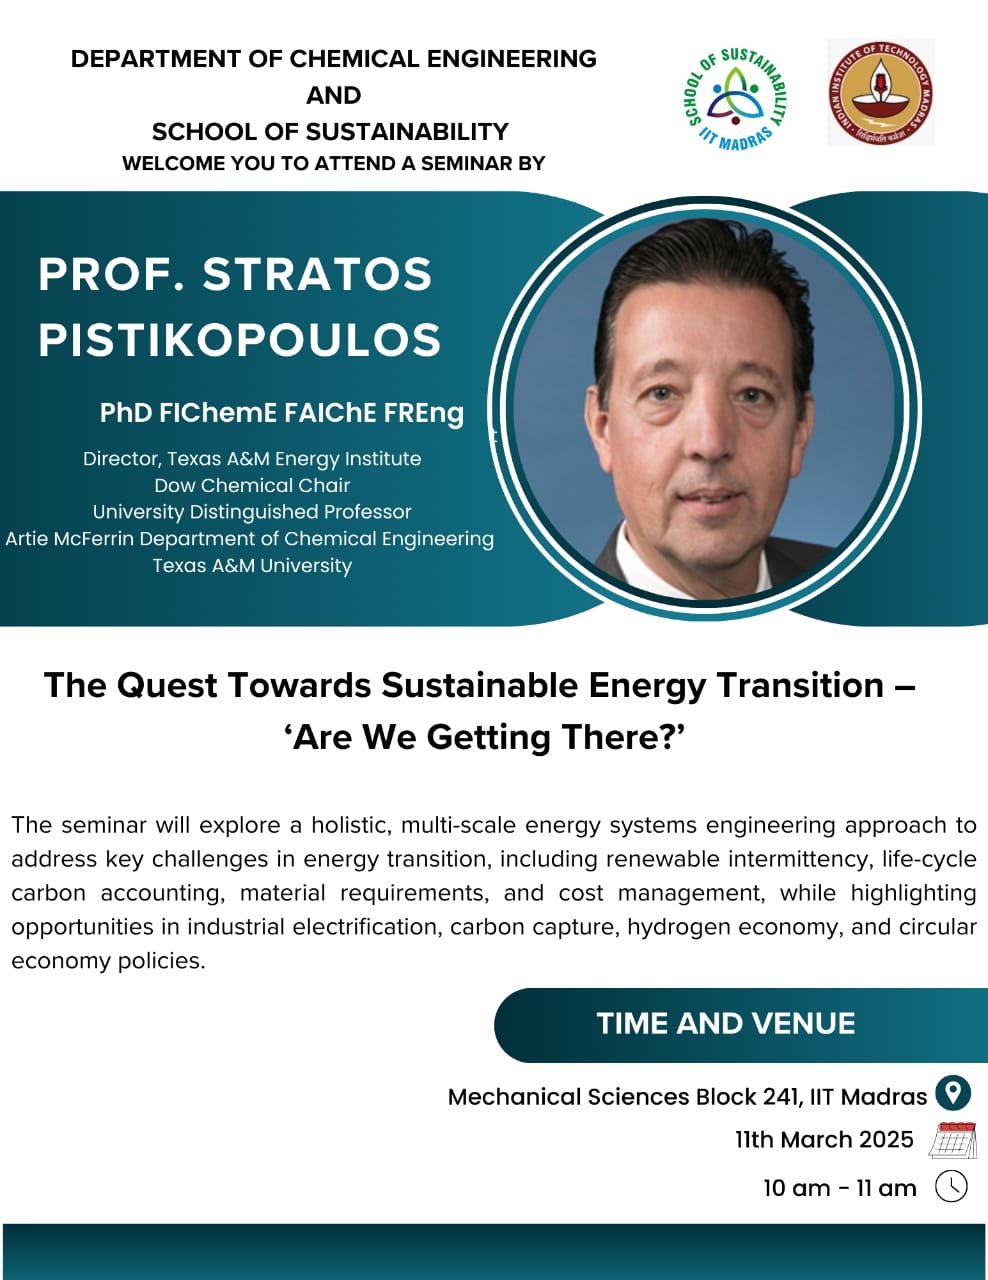 DEPARTMENT OF CHEMICAL ENGINEERING
AND
SCHOOL OF SUSTAINABILITY
WELCOME YOU TO ATTEND A SEMINAR BY
SCHOOL OF SUSTAINABILITY
IIT MADRAS
INDIAN INSTITUTE OF TECHNOLOGY MADRAS
सिद्धिर्भवति कर्मजा
PROF. STRATOS
PISTIKOPOULOS
PhD FIChemE FAIChE FREng
Director, Texas A&M Energy Institute
Dow Chemical Chair
University Distinguished Professor
Artie McFerrin Department of Chemical Engineering
Texas A&M University
The Quest Towards Sustainable Energy Transition –
‘Are We Getting There?’
The seminar will explore a holistic, multi-scale energy systems engineering approach to
address key challenges in energy transition, including renewable intermittency, life-cycle
carbon accounting, material requirements, and cost management, while highlighting
opportunities in industrial electrification, carbon capture, hydrogen economy, and circular
economy policies.
TIME AND VENUE
Mechanical Sciences Block 241, IIT Madras
11th March 2025
10 am - 11 am